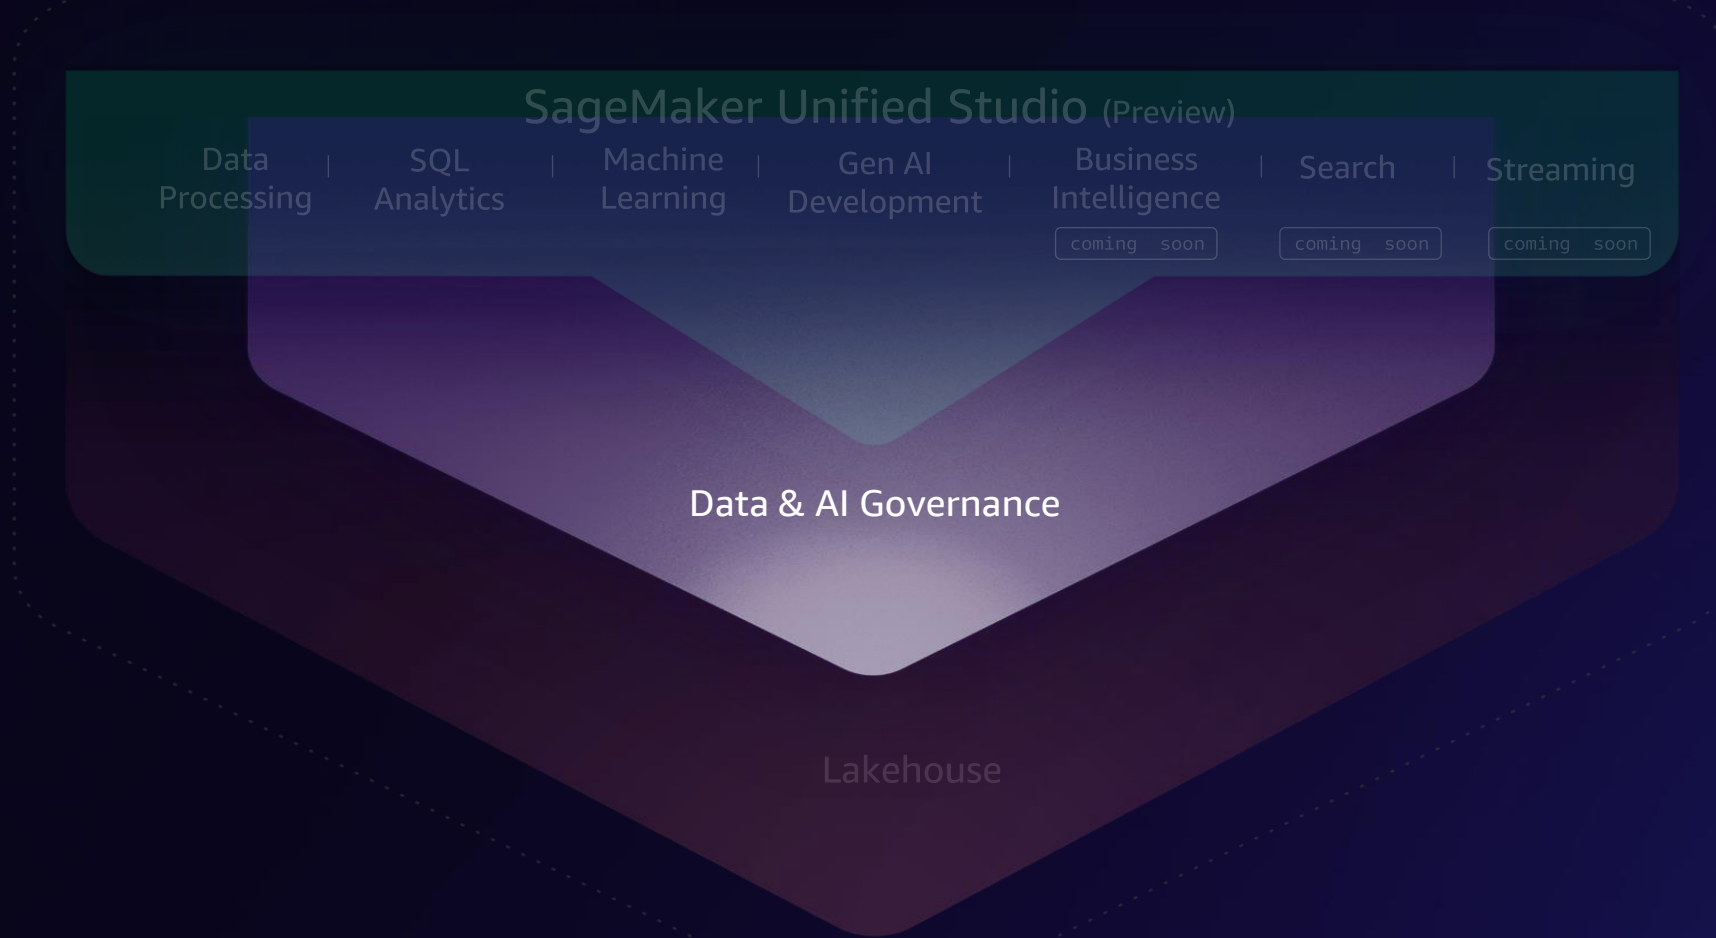 SageMaker Unified Studio (Preview)
Data
Processing
SQL
Analytics
Machine
Learning
Gen AI
Development
Business
Intelligence
coming soon
Search
coming soon
Streaming
coming soon
Data & AI Governance
Lakehouse